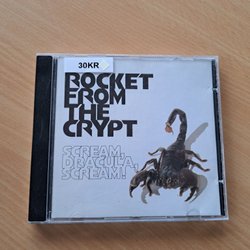 30KR
ROCKET
FROM
THE
CRYPT
SCREAM,
DRACULA,
SCREAM!